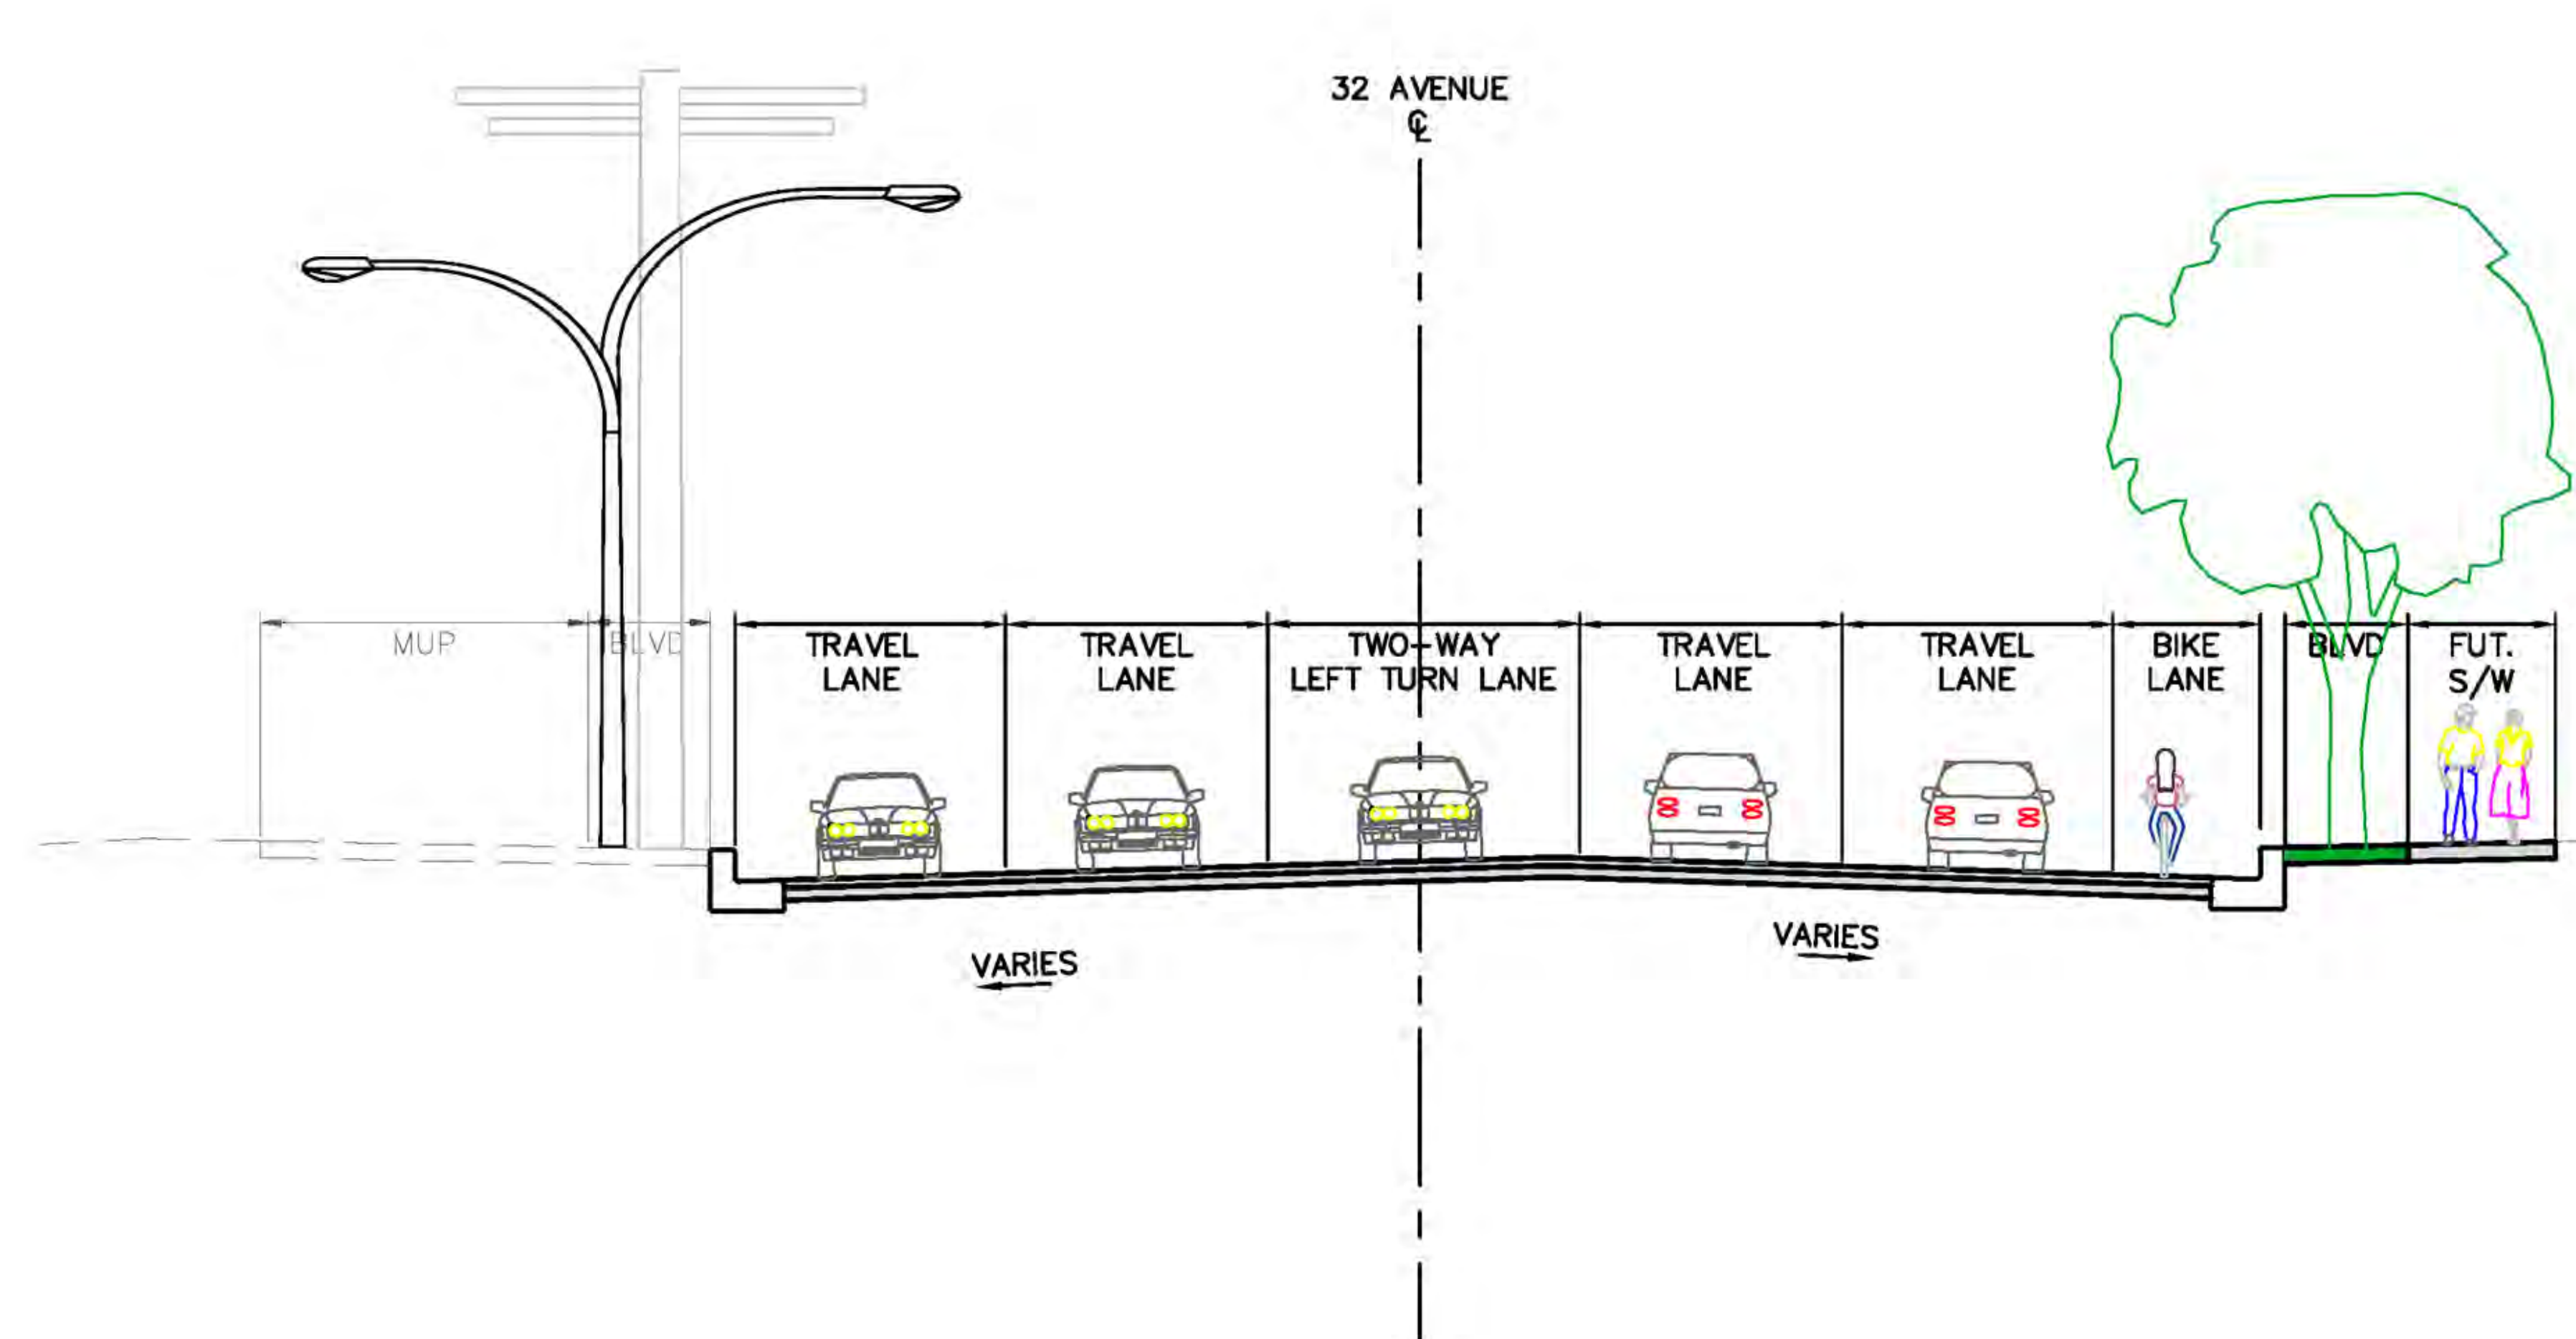 32 AVENUE
℄
MUP
BLVD
TRAVEL
LANE
TRAVEL
LANE
TWO-WAY
LEFT TURN LANE
TRAVEL
LANE
TRAVEL
LANE
BIKE
LANE
BLVD
FUT.
S/W
VARIES
VARIES